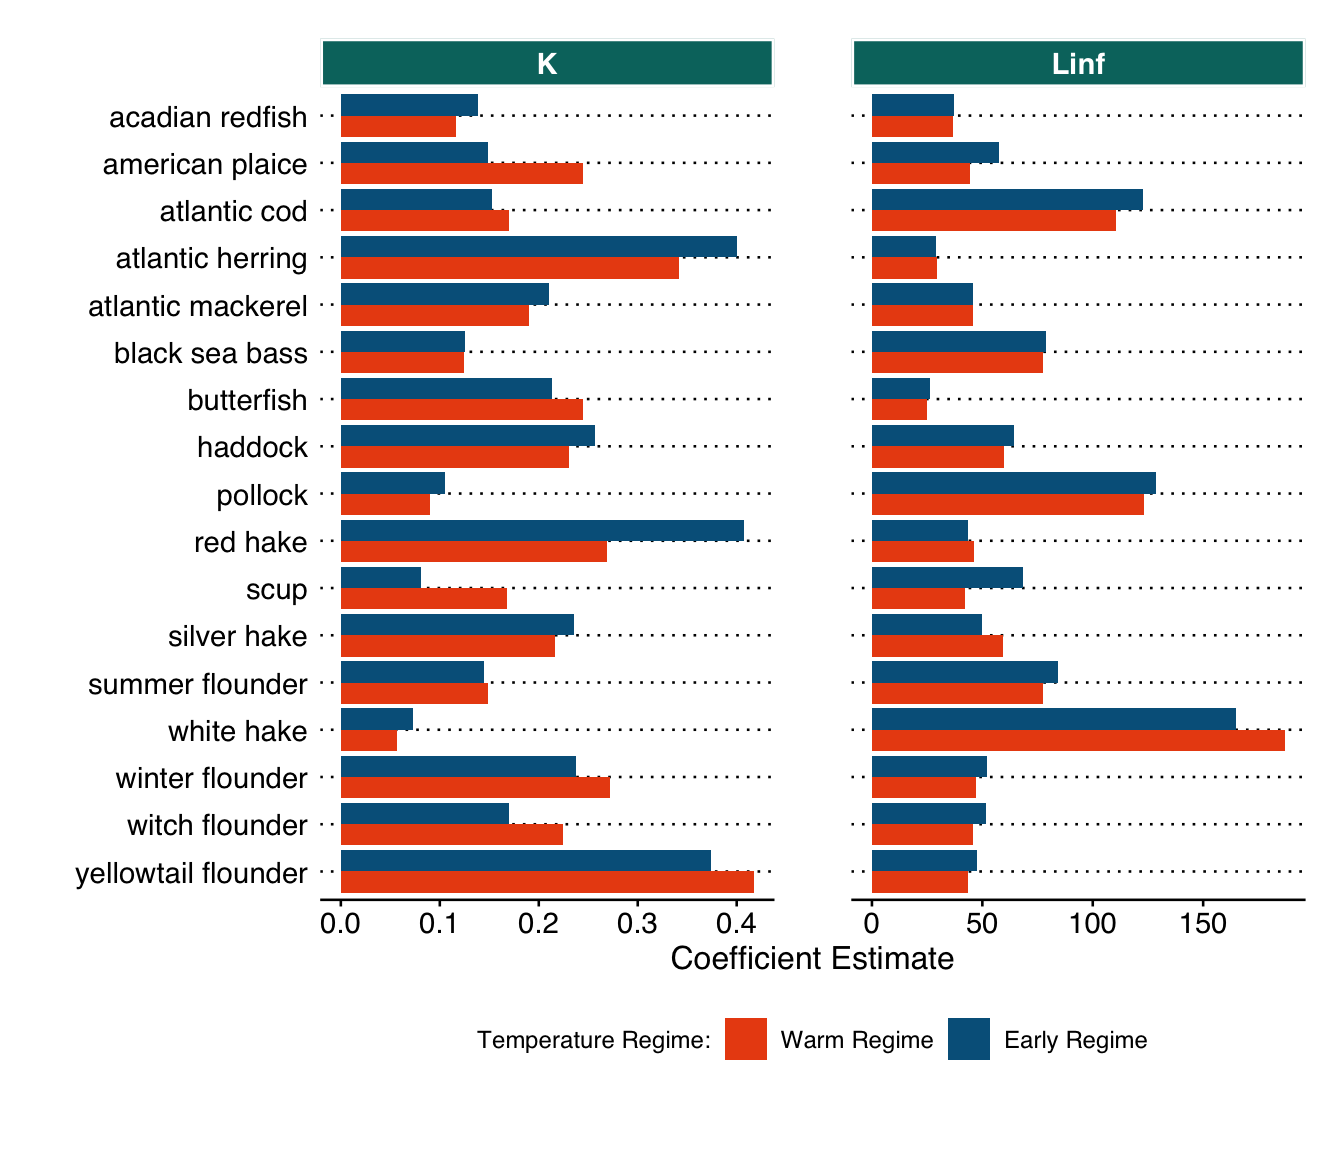 K
Linf
acadian redfish
american plaice
atlantic cod
atlantic herring
atlantic mackerel
black sea bass
butterfish
haddock
pollock
red hake
scup
silver hake
summer flounder
white hake
winter flounder
witch flounder
yellowtail flounder
0.0 0.1 0.2 0.3 0.4
0 50 100 150
Coefficient Estimate
Temperature Regime: Warm Regime Early Regime